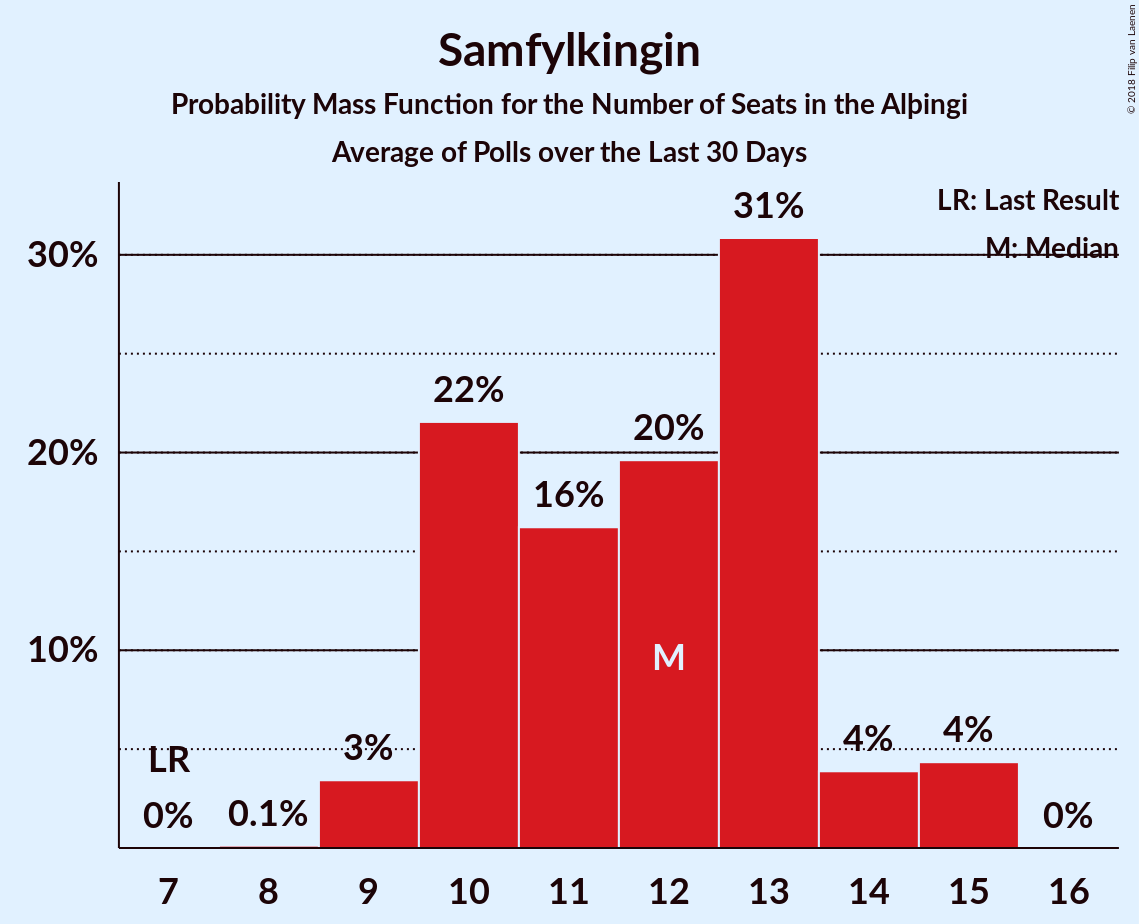 Samfylkingin
Probability Mass Function for the Number of Seats in the Alþingi
Average of Polls over the Last 30 Days
© 2018 Filip van Laenen
LR: Last Result
M: Median
30%
20%
10%
LR
0%
0.1%
3%
22%
16%
20%
31%
4%
4%
0%
M
7 8 9 10 11 12 13 14 15 16